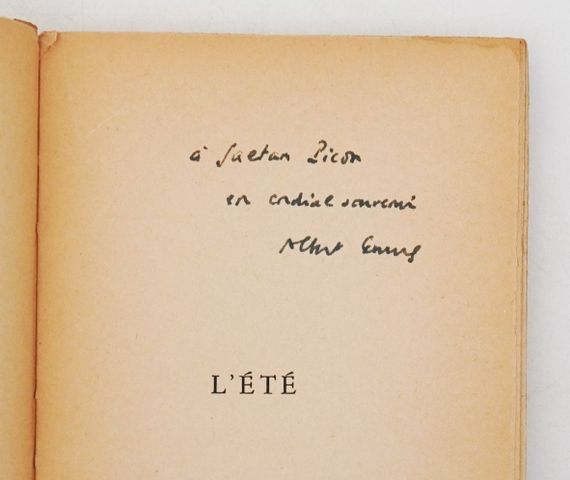 à Gaëtan Picon
en cordial souvenir
Albert Camus
L'ÉTÉ